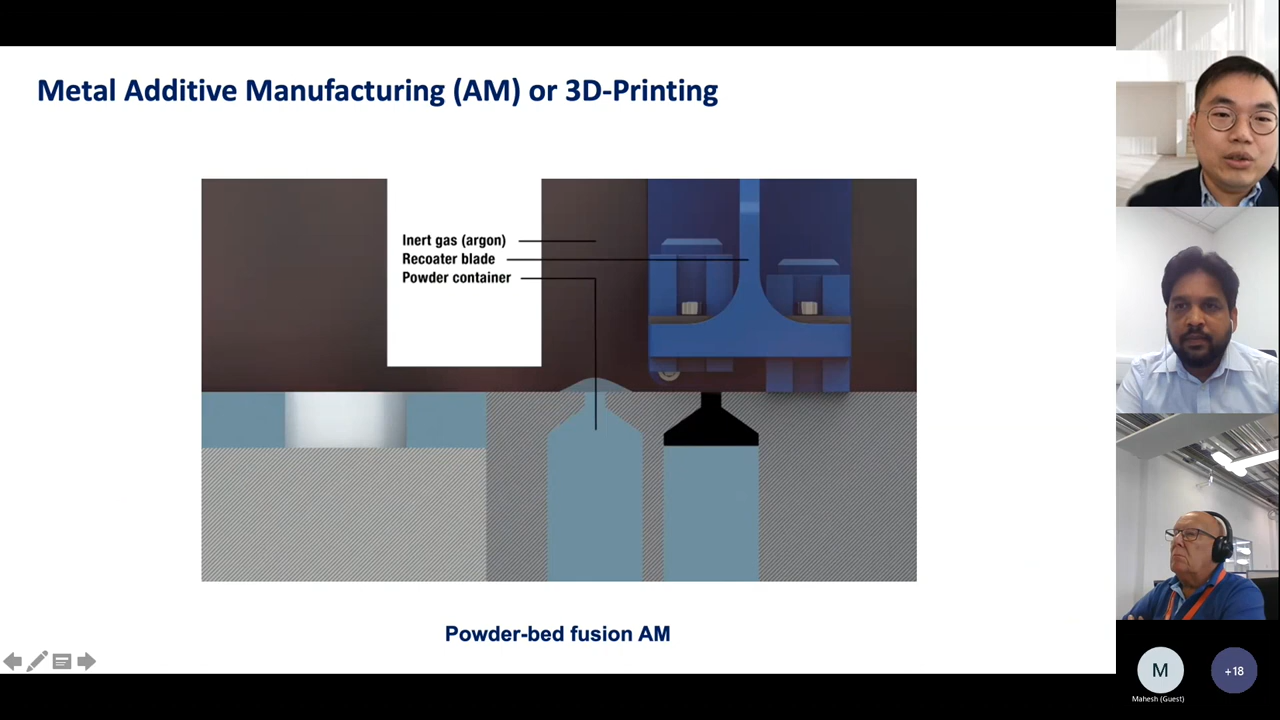 Metal Additive Manufacturing (AM) or 3D-Printing
Inert gas (argon)
Recoater blade
Powder container
Powder-bed fusion AM
M
Mahesh (Guest)
+18